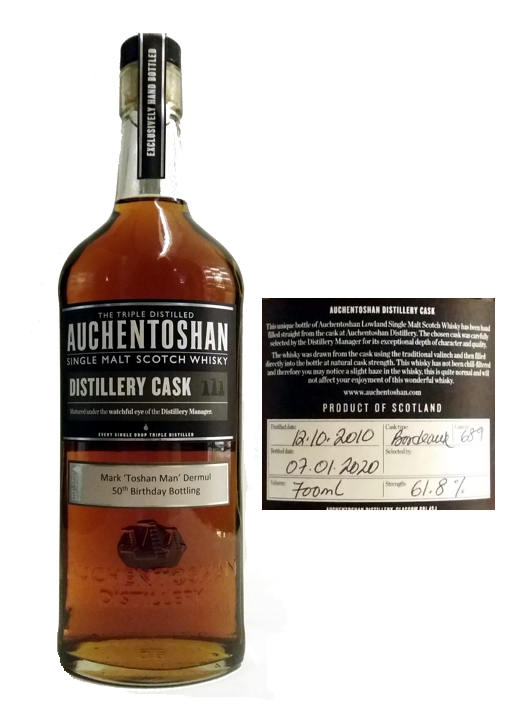 EXCLUSIVELY HAND BOTTLED
THE TRIPLE DISTILLED
AUCHENTOSHAN
SINGLE MALT SCOTCH WHISKY
DISTILLERY CASK
Matured under the watchful eye of the Distillery Manager.
EVERY SINGLE DROP TRIPLE DISTILLED
Mark 'Toshan Man' Dermul
50th Birthday Bottling
AUCHENTOSHAN
DISTILLERY
AUCHENTOSHAN DISTILLERY CASK
This unique bottle of Auchentoshan Lowland Single Malt Scotch Whisky has been hand
filled straight from the cask at Auchentoshan Distillery. The chosen cask was carefully
selected by the Distillery Manager for its exceptional depth of character and quality.
The whisky was drawn from the cask using the traditional valinch and then filled
directly into the bottle at natural cask strength. This whisky has not been chill-filtered
and therefore you may notice a slight haze in the whisky, this is quite normal and will
not affect your enjoyment of this wonderful whisky.
www.auchentoshan.com
PRODUCT OF SCOTLAND
Distilled date: 12.10.2010 Cask type: Bordeaux 689
Bottled date: 07.01.2020 Selected by:
Volume: 700ml Strength: 61.8 %
AUCHENTOSHAN DISTILLERY, GLASGOW G81 4SJ